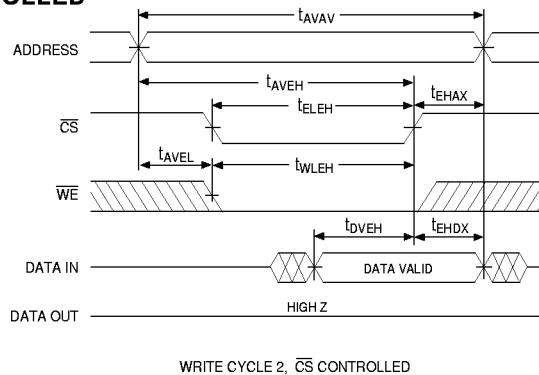 OLLED
tAVAV
ADDRESS
tAVEH
tELEH
tEHAX
CS
tAVEL
tWLEH
WE
tDVEH
tEHDX
DATA IN
DATA VALID
DATA OUT
HIGH Z
WRITE CYCLE 2, CS CONTROLLED